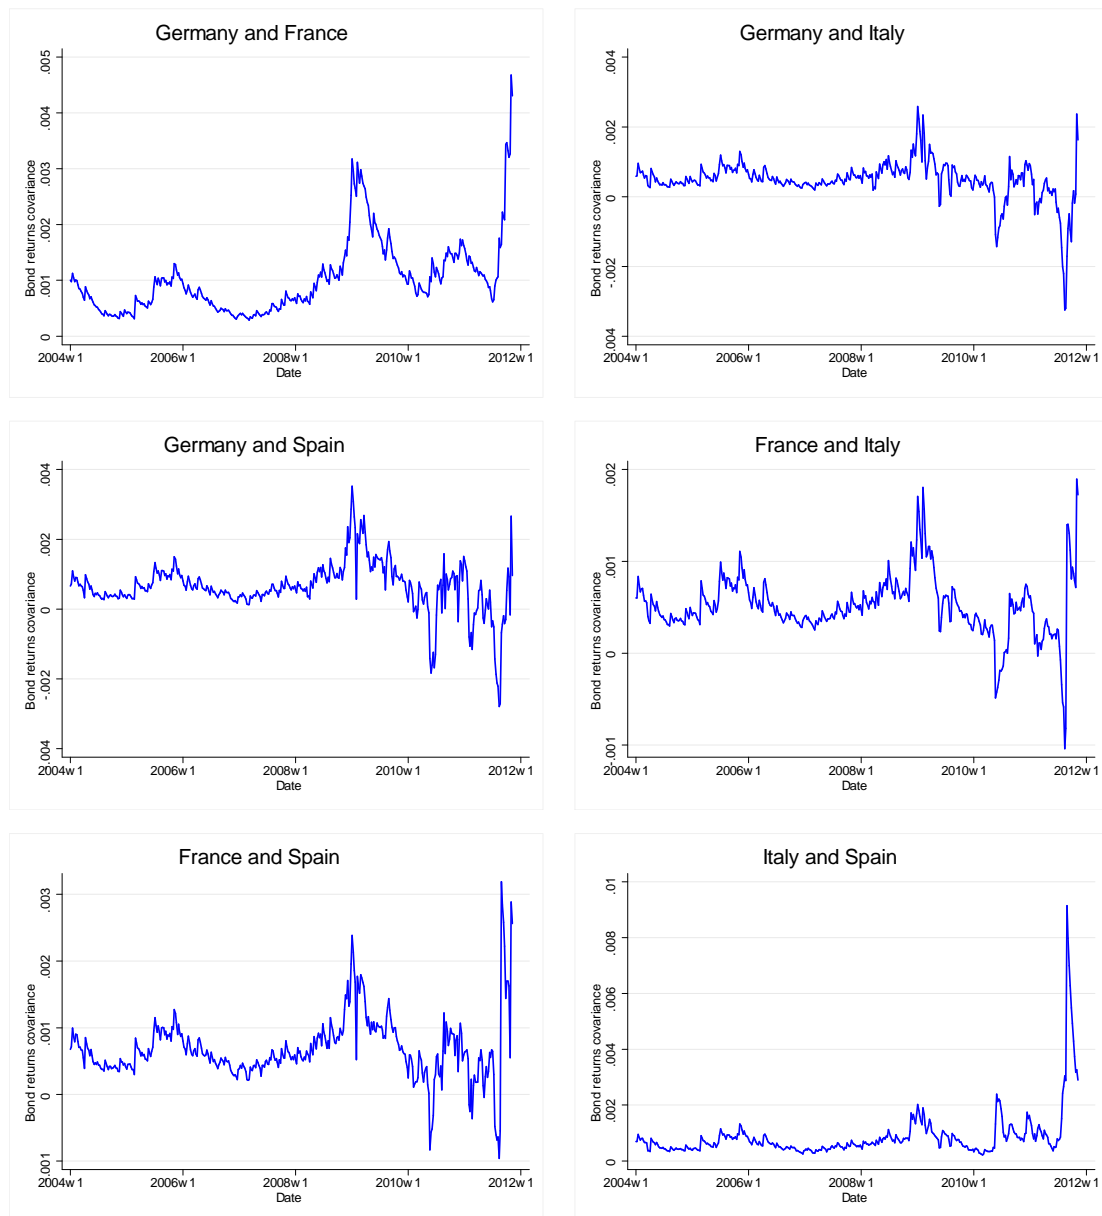 Germany and France
Bond returns covariance
.005
.004
.003
.002
.001
0
2004w1 2006w1 2008w1 2010w1 2012w1
Date
Germany and Italy
Bond returns covariance
.004
.002
0
-.002
-.004
2004w1 2006w1 2008w1 2010w1 2012w1
Date
Germany and Spain
Bond returns covariance
.004
.002
0
-.002
-.004
2004w1 2006w1 2008w1 2010w1 2012w1
Date
France and Italy
Bond returns covariance
.002
.001
0
-.001
2004w1 2006w1 2008w1 2010w1 2012w1
Date
France and Spain
Bond returns covariance
.003
.002
.001
0
-.001
2004w1 2006w1 2008w1 2010w1 2012w1
Date
Italy and Spain
Bond returns covariance
.01
.008
.006
.004
.002
0
2004w1 2006w1 2008w1 2010w1 2012w1
Date